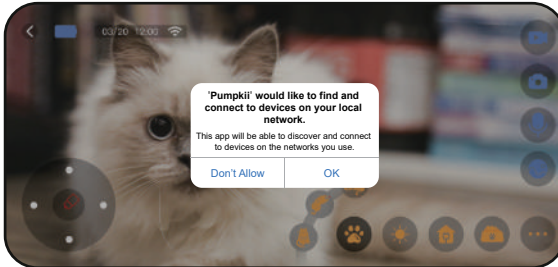 03/20 12:00
'Pumpkii' would like to find and
connect to devices on your local
network.
This app will be able to discover and connect
to devices on the networks you use.
Don't Allow
OK